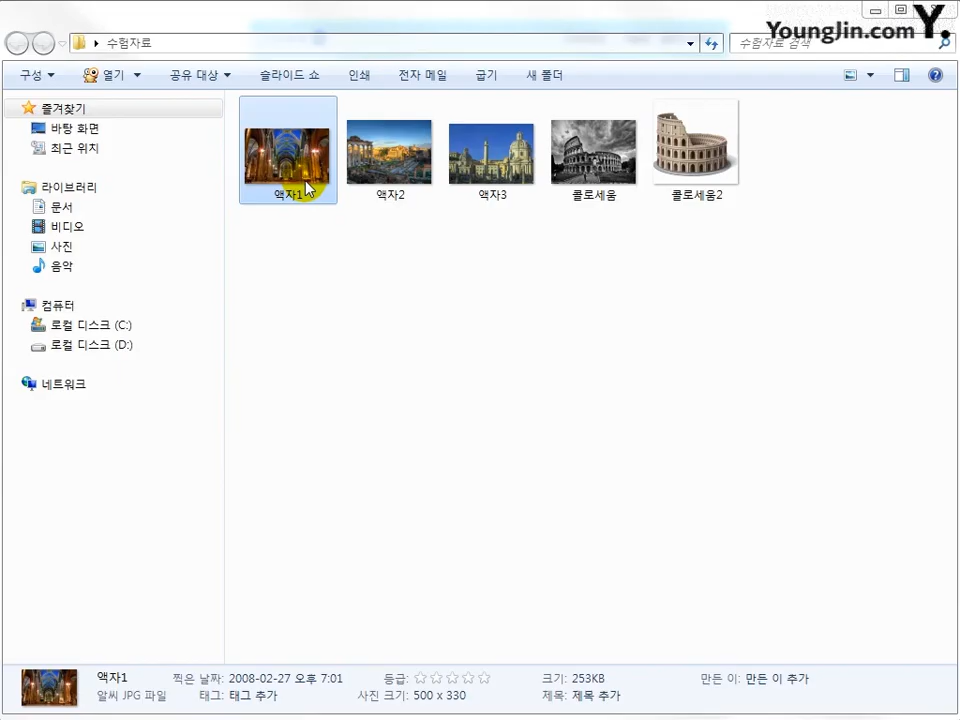 YoungJin.com Y.
수험자료
수험자료 검색
구성 열기 공유 대상 슬라이드 쇼 인쇄 전자 메일 굽기 새 폴더
즐겨찾기
바탕 화면
최근 위치
라이브러리
문서
비디오
사진
음악
컴퓨터
로컬 디스크 (C:)
로컬 디스크 (D:)
네트워크
액자1 액자2 액자3 콜로세움 콜로세움2
액자1 찍은 날짜: 2008-02-27 오후 7:01 등급: 크기: 253KB 만든 이: 만든 이 추가
알씨 JPG 파일 태그: 태그 추가 사진 크기: 500 x 330 제목: 제목 추가